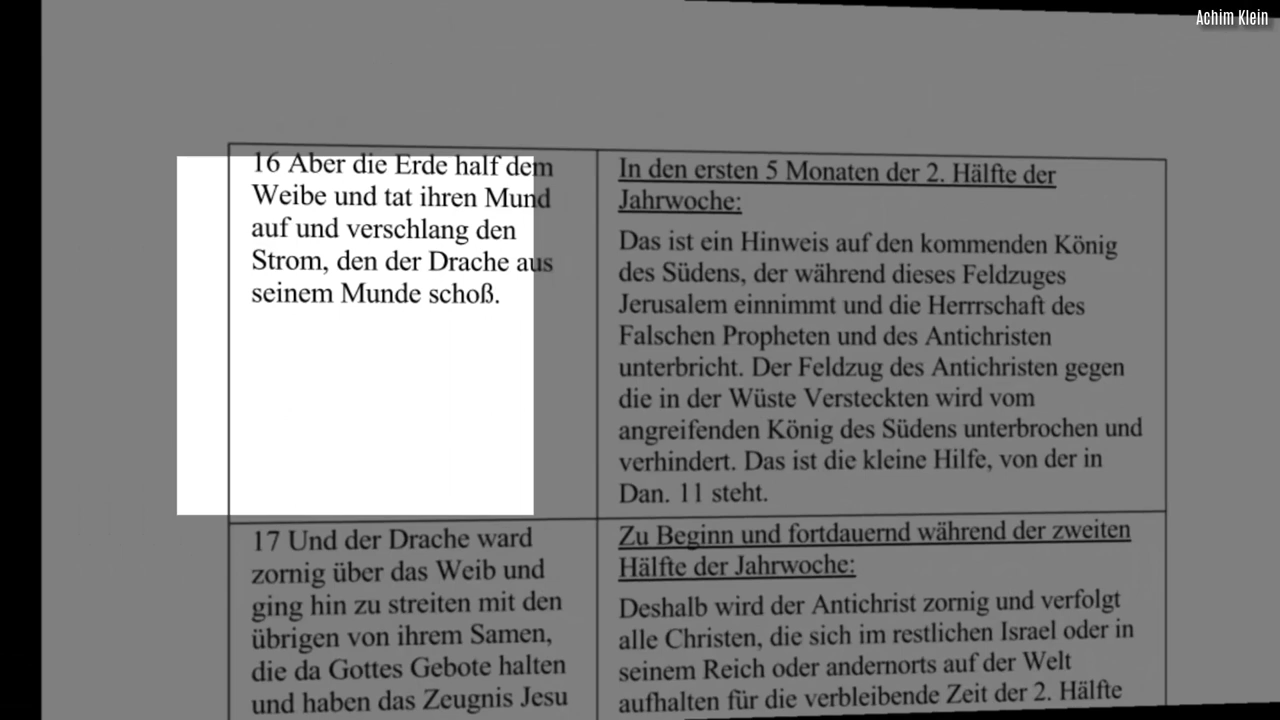 Achim Klein
16 Aber die Erde half dem
Weibe und tat ihren Mund
auf und verschlang den
Strom, den der Drache aus
seinem Munde schoß.
In den ersten 5 Monaten der 2. Hälfte der
Jahrwoche:
Das ist ein Hinweis auf den kommenden König
des Südens, der während dieses Feldzuges
Jerusalem einnimmt und die Herrrschaft des
Falschen Propheten und des Antichristen
unterbricht. Der Feldzug des Antichristen gegen
die in der Wüste Versteckten wird vom
angreifenden König des Südens unterbrochen und
verhindert. Das ist die kleine Hilfe, von der in
Dan. 11 steht.
17 Und der Drache ward
zornig über das Weib und
ging hin zu streiten mit den
übrigen von ihrem Samen,
die da Gottes Gebote halten
und haben das Zeugnis Jesu
Zu Beginn und fortdauernd während der zweiten
Hälfte der Jahrwoche:
Deshalb wird der Antichrist zornig und verfolgt
alle Christen, die sich im restlichen Israel oder in
seinem Reich oder andernorts auf der Welt
aufhalten für die verbleibende Zeit der 2. Hälfte